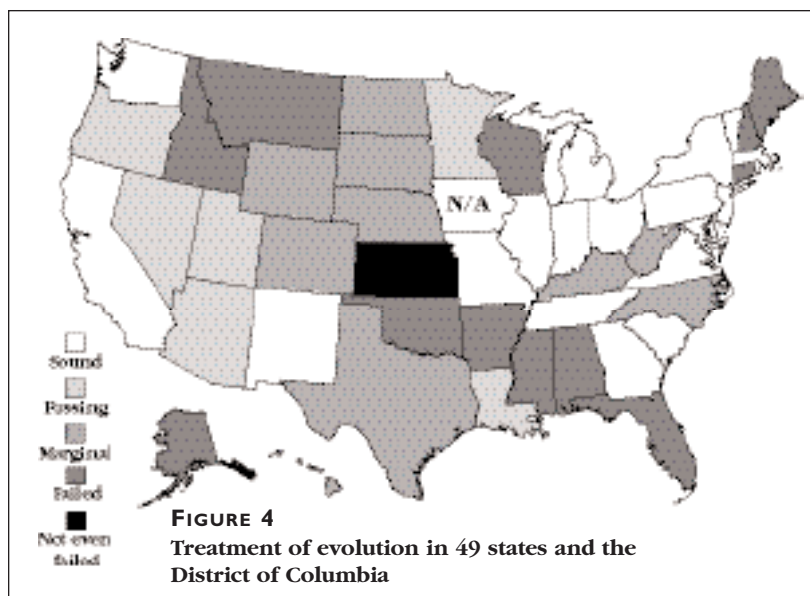 N/A
Sound
Passing
Marginal
Failed
Not even
failed
FIGURE 4
Treatment of evolution in 49 states and the
District of Columbia